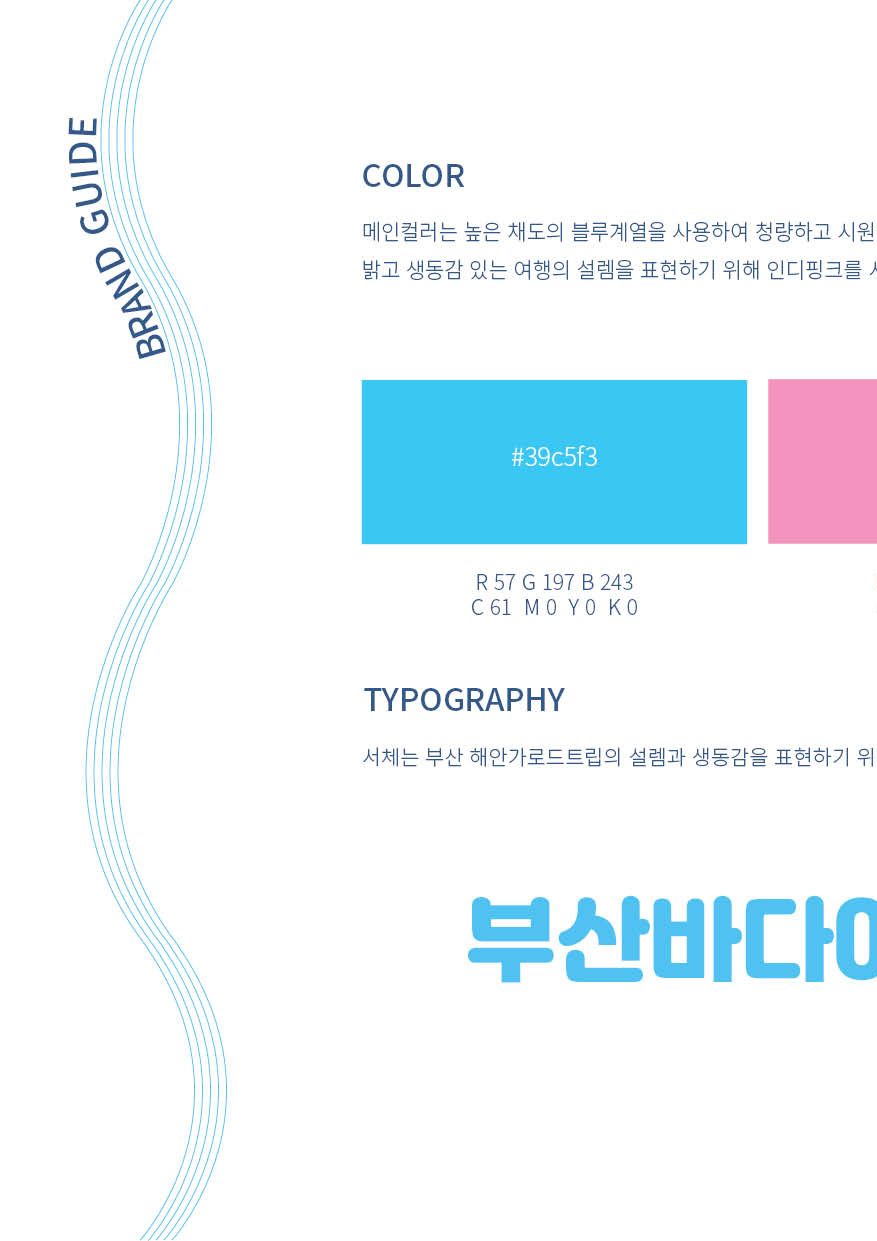 BRAND GUIDE
COLOR
메인컬러는 높은 채도의 블루계열을 사용하여 청량하고 시원
밝고 생동감 있는 여행의 설렘을 표현하기 위해 인디핑크를
#39c5f3
R 57 G 197 B 243
C 61 M 0 Y 0 K 0
TYPOGRAPHY
서체는 부산 해안가로드트립의 설렘과 생동감을 표현하기 위
부산바다